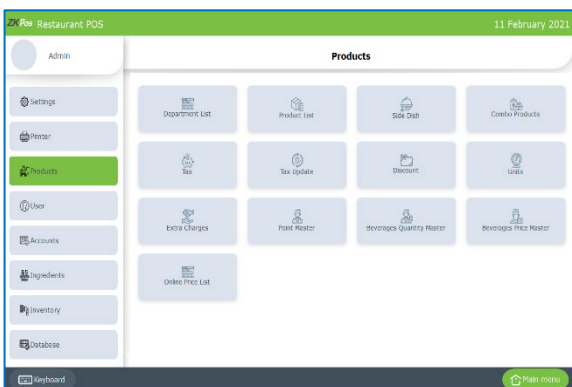 ZKPos Restaurant POS 11 February 2021
Admin
Products
Settings
Printer
Products
User
Accounts
Ingredients
Inventory
Database
Department List Product List Side Dish Combo Products
Tax Tax Update Discount Units
Extra Charges Point Master Beverages Quantity Master Beverages Price Master
Online Price List
Keyboard Main menu